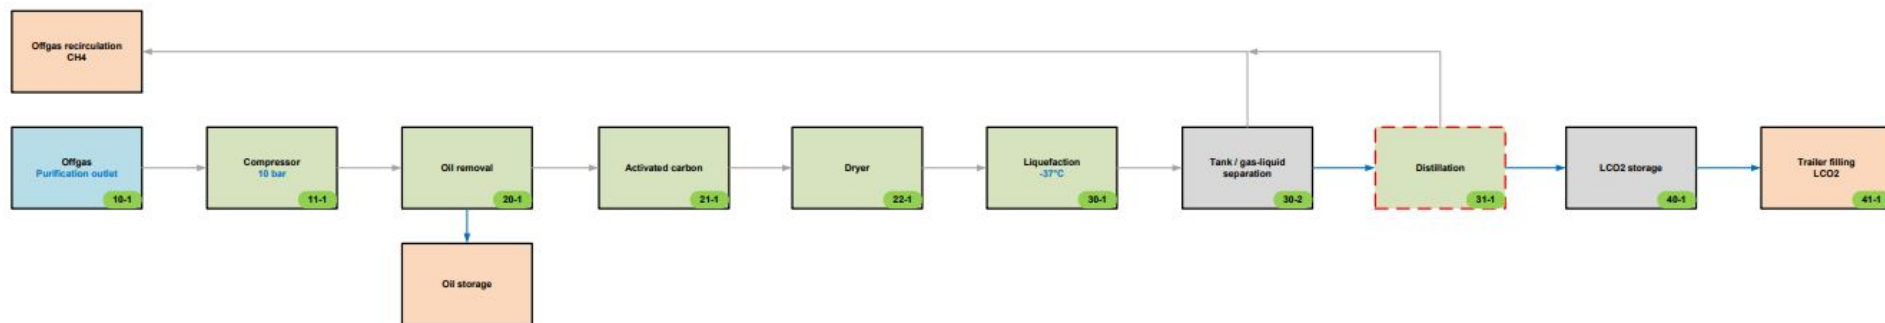 Offgas recirculation
CH4
Offgas
Purification outlet
10-1
Compressor
10 bar
11-1
Oil removal
20-1
Activated carbon
21-1
Dryer
22-1
Liquefaction
-37°C
30-1
Tank / gas-liquid
separation
30-2
Distillation
31-1
LCO2 storage
40-1
Trailer filling
LCO2
41-1
Oil storage